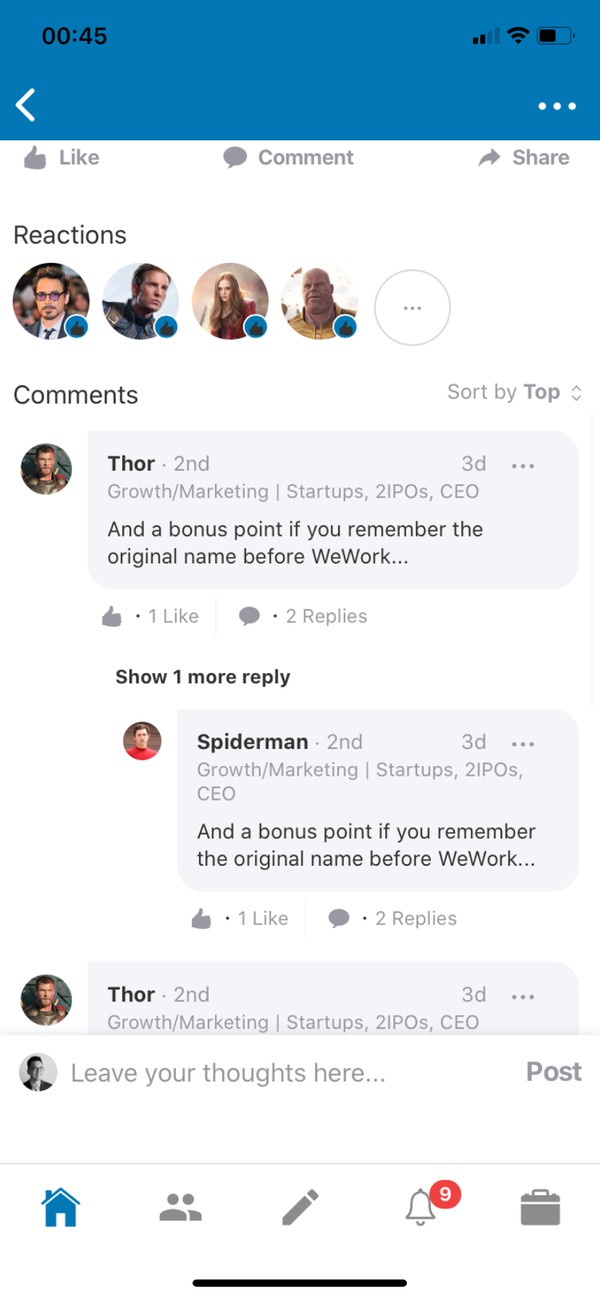 00:45
Like Comment Share
Reactions
...
Comments Sort by Top
Thor · 2nd 3d ...
Growth/Marketing | Startups, 2IPOs, CEO
And a bonus point if you remember the
original name before WeWork...
· 1 Like · 2 Replies
Show 1 more reply
Spiderman · 2nd 3d ...
Growth/Marketing | Startups, 2IPOs,
CEO
And a bonus point if you remember
the original name before WeWork...
· 1 Like · 2 Replies
Thor · 2nd 3d ...
Growth/Marketing | Startups, 2IPOs, CEO
Leave your thoughts here... Post
9